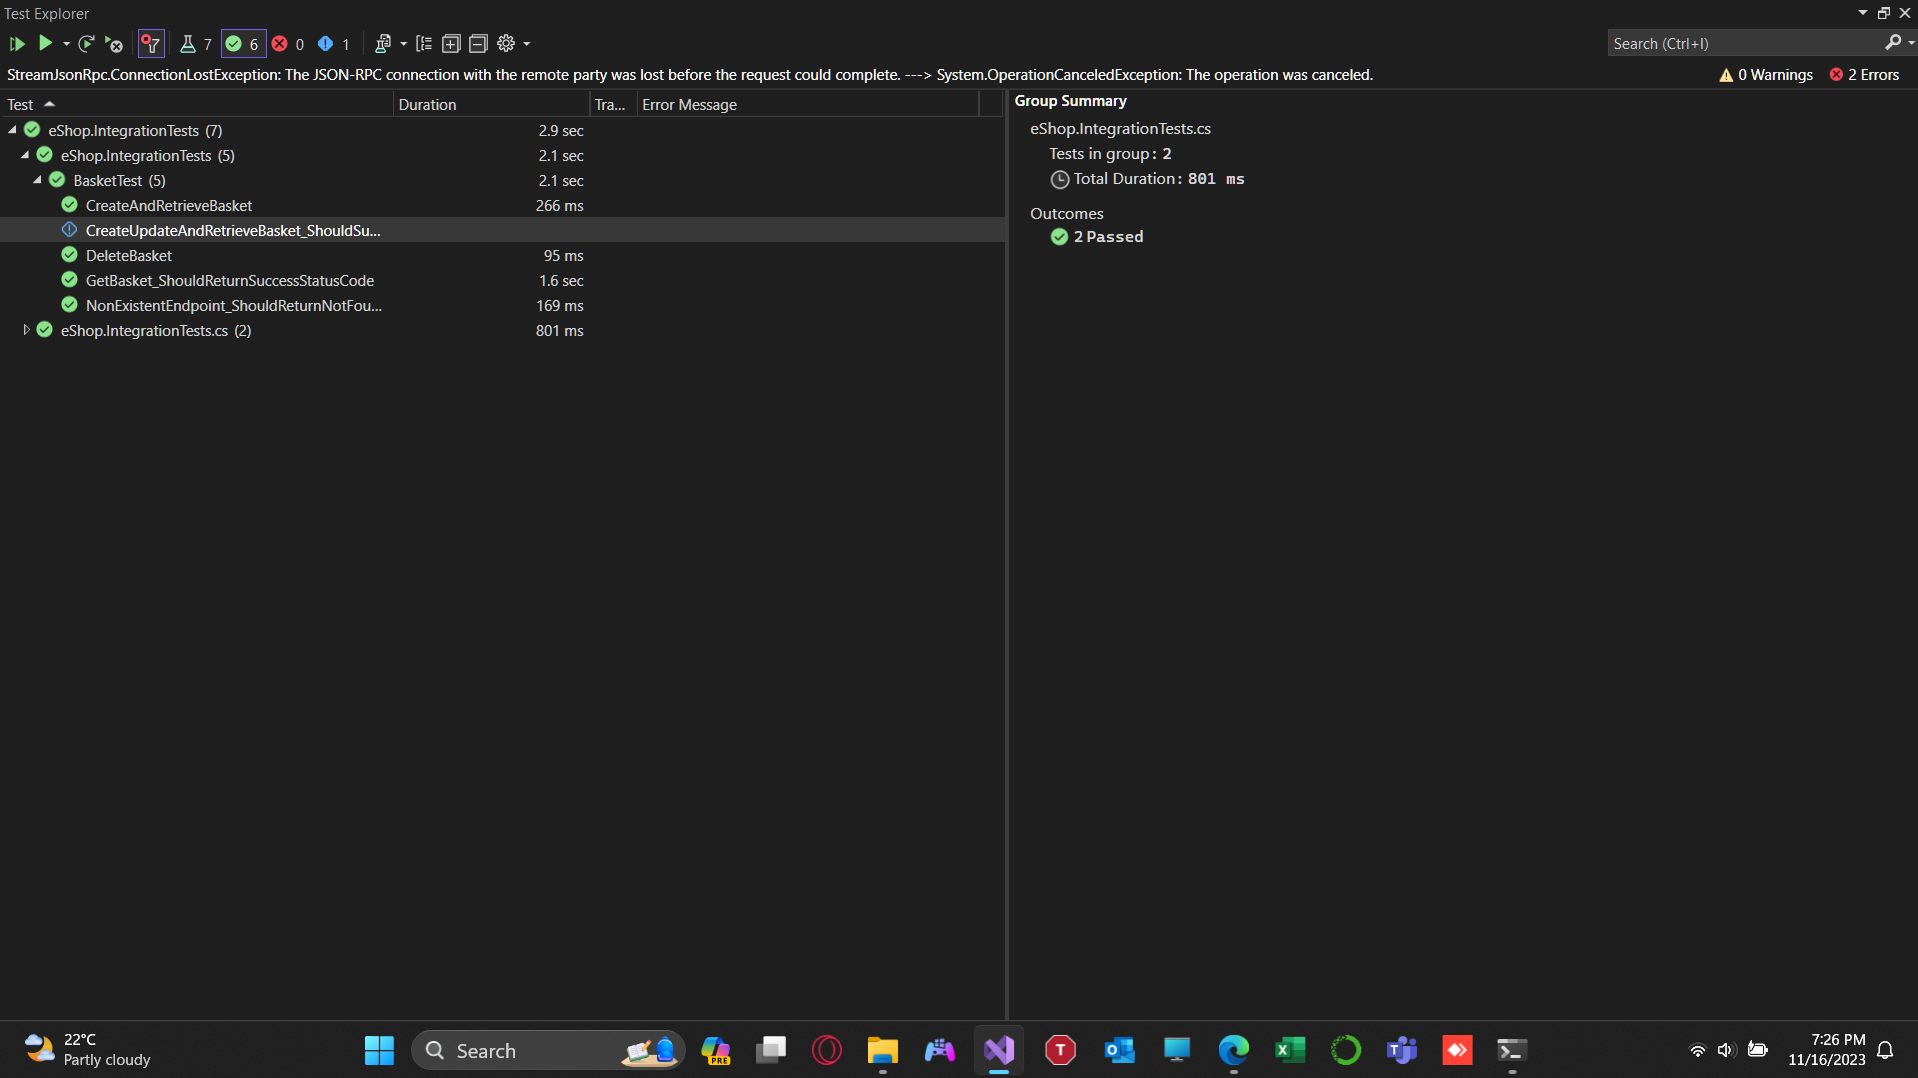 Test Explorer
7 6 0 1
Search (Ctrl+I)
StreamJsonRpc.ConnectionLostException: The JSON-RPC connection with the remote party was lost before the request could complete. ---> System.OperationCanceledException: The operation was canceled.
0 Warnings 2 Errors
Test Duration Tra... Error Message
eShop.IntegrationTests (7) 2.9 sec
eShop.IntegrationTests (5) 2.1 sec
BasketTest (5) 2.1 sec
CreateAndRetrieveBasket 266 ms
CreateUpdateAndRetrieveBasket_ShouldSu...
DeleteBasket 95 ms
GetBasket_ShouldReturnSuccessStatusCode 1.6 sec
NonExistentEndpoint_ShouldReturnNotFou... 169 ms
eShop.IntegrationTests.cs (2) 801 ms
Group Summary
eShop.IntegrationTests.cs
Tests in group: 2
Total Duration: 801 ms
Outcomes
2 Passed
22°C
Partly cloudy
Search
PRE
T
7:26 PM
11/16/2023